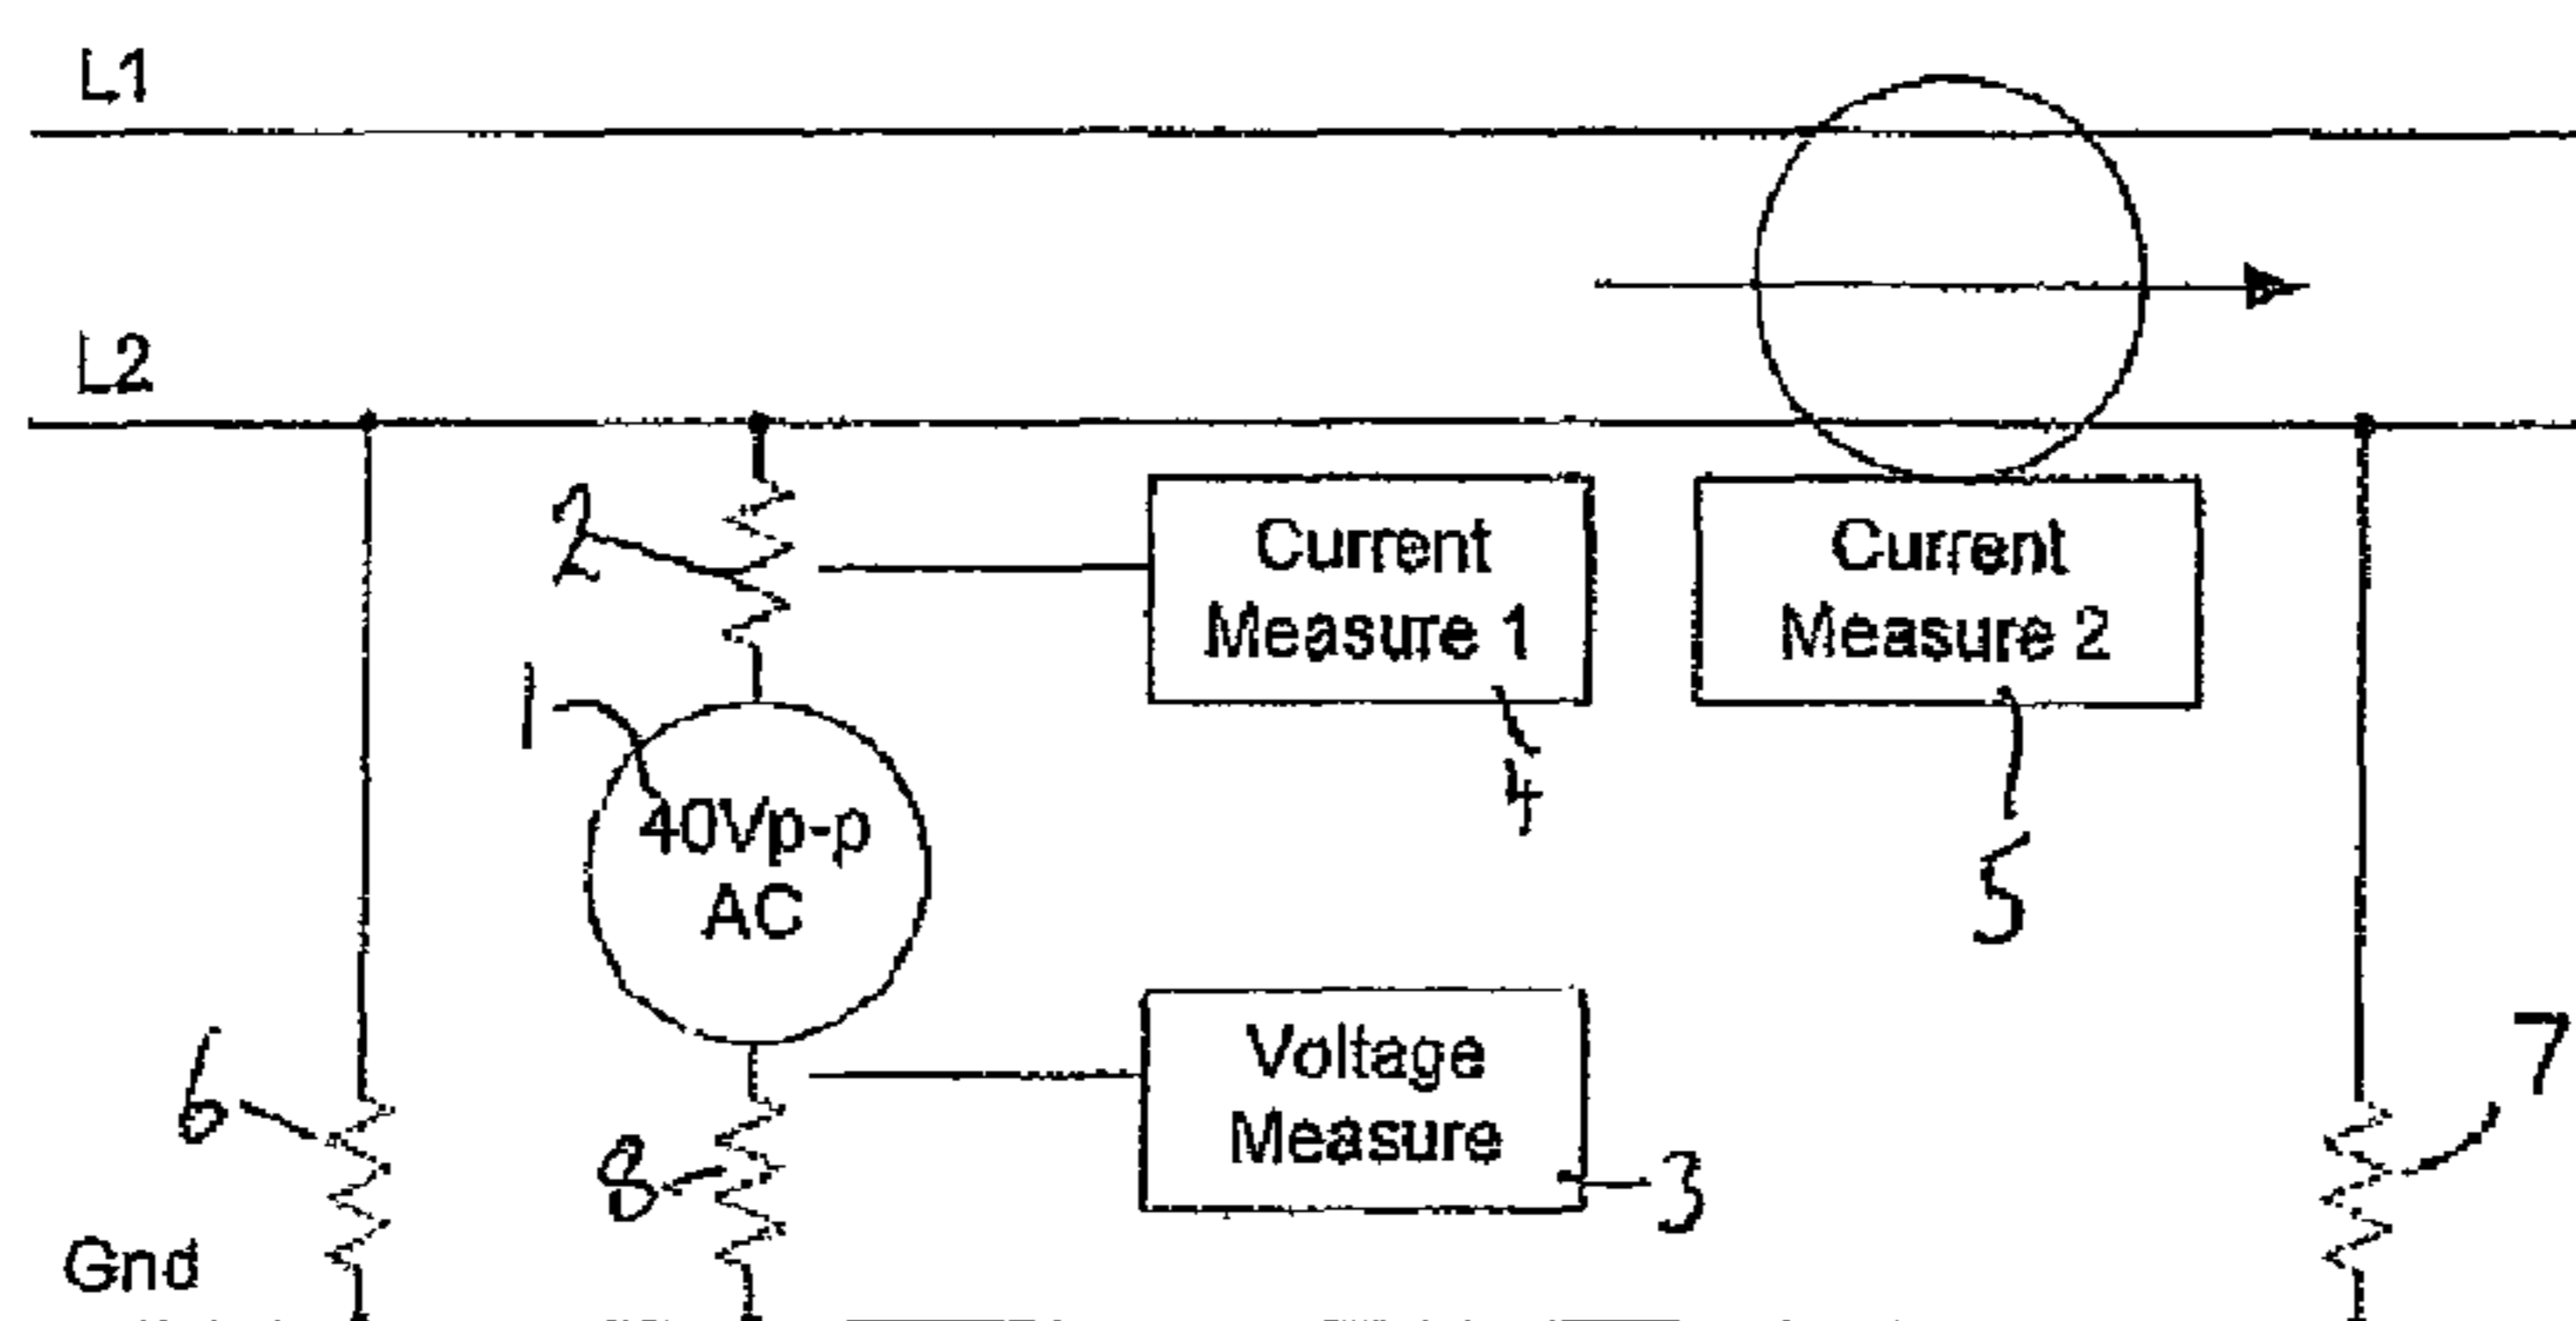 L1
L2
2
Current
Measure 1
Current
Measure 2
1
4
40Vp-p
AC
5
6
8
Voltage
Measure
3
7
Gnd